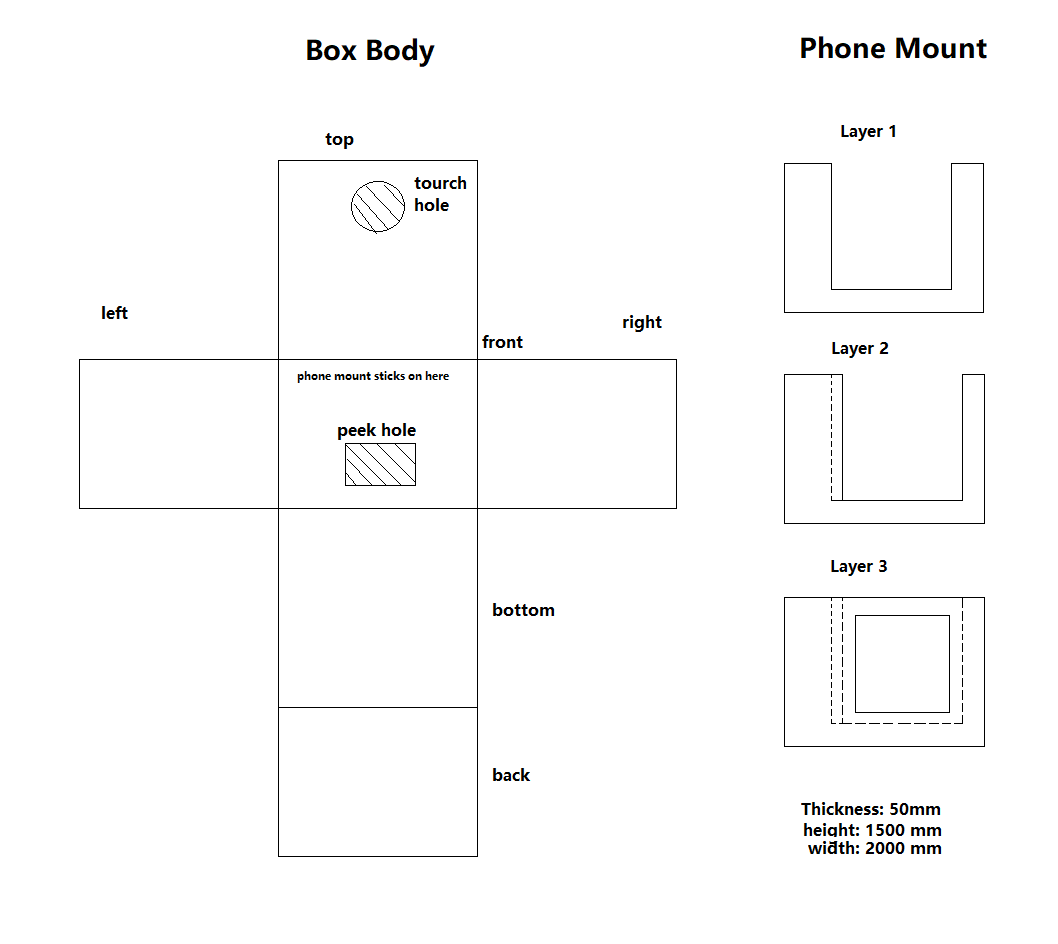 Box Body
Phone Mount
top
tourch
hole
left
right
front
phone mount sticks on here
peek hole
bottom
back
Layer 1
Layer 2
Layer 3
Thickness: 50mm
height: 1500 mm
width: 2000 mm